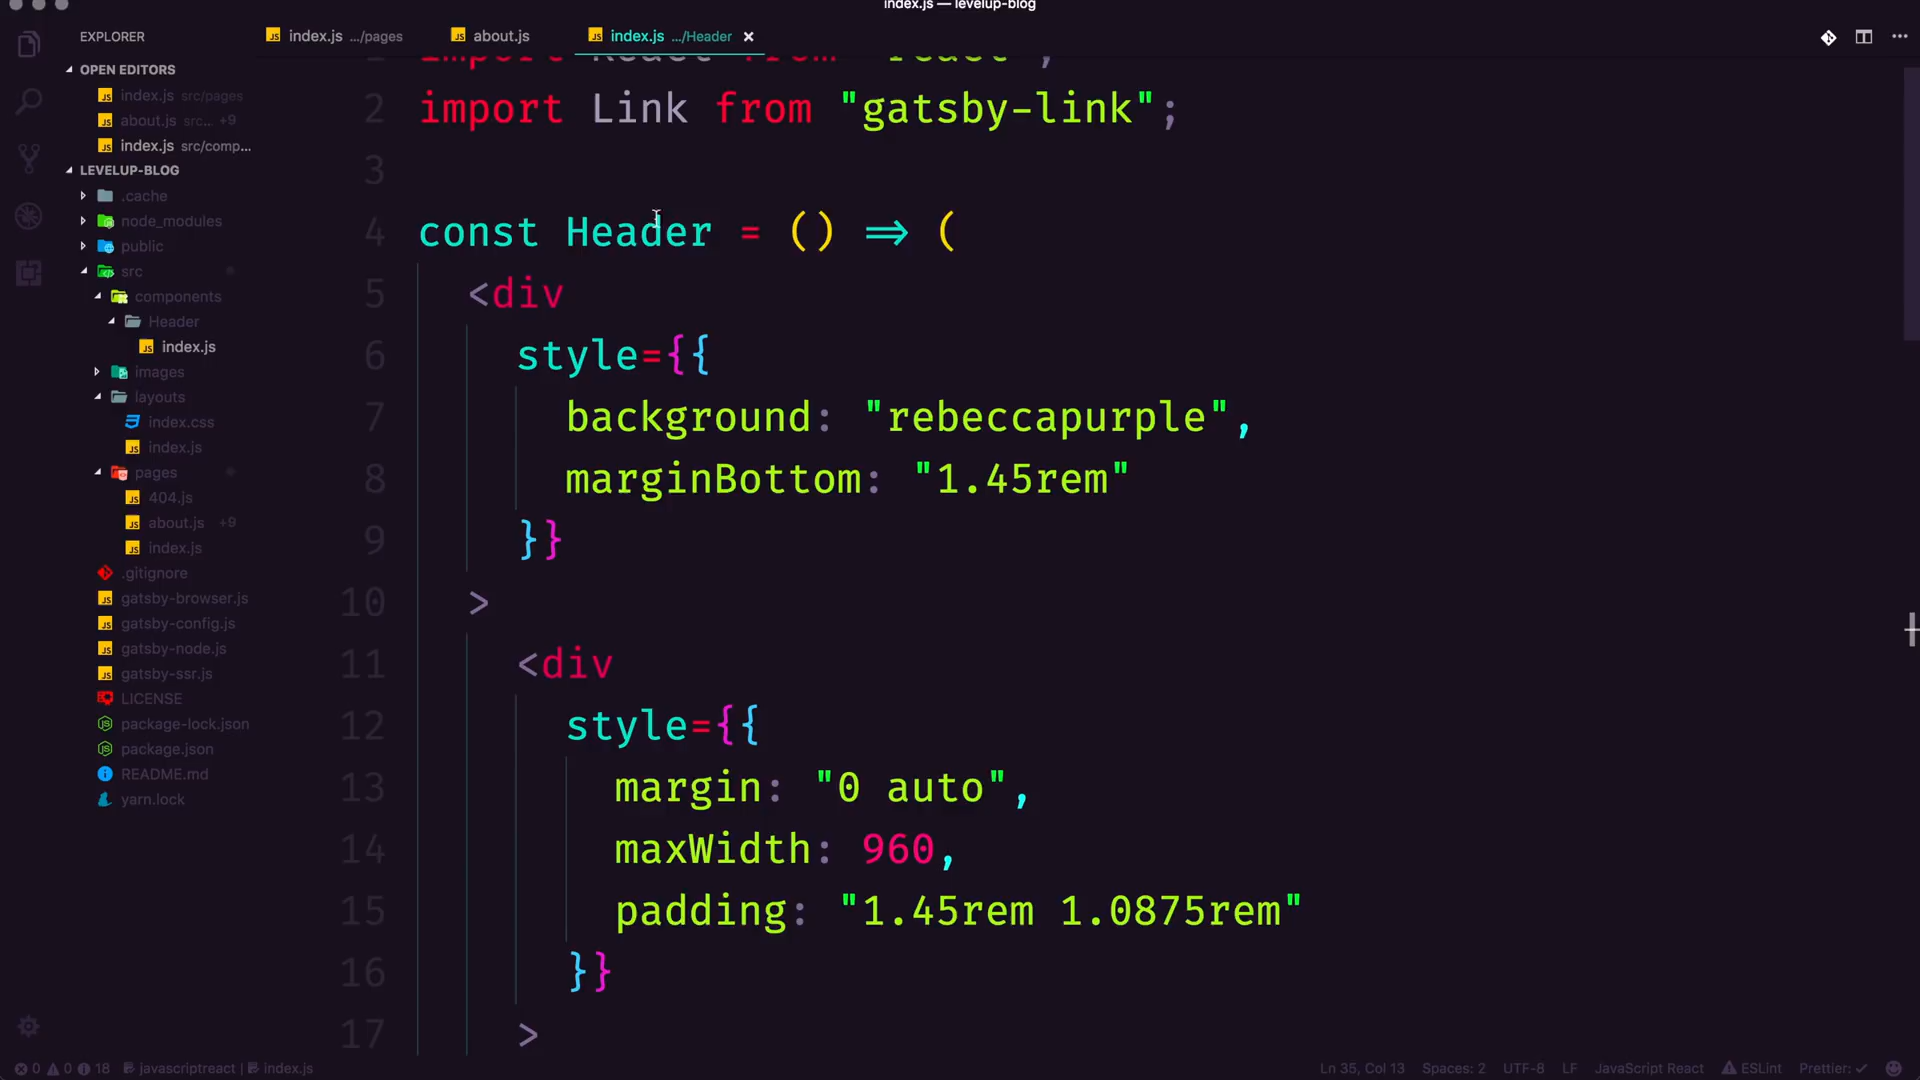 index.js — levelup-blog
EXPLORER
index.js .../pages
about.js
index.js .../Header
OPEN EDITORS
index.js src/pages
about.js src... +9
index.js src/comp...
LEVELUP-BLOG
.cache
node_modules
public
src
components
Header
index.js
images
layouts
index.css
index.js
pages
404.js
about.js +9
index.js
.gitignore
gatsby-browser.js
gatsby-config.js
gatsby-node.js
gatsby-ssr.js
LICENSE
package-lock.json
package.json
README.md
yarn.lock
1 import React from "react";
2 import Link from "gatsby-link";
3
4 const Header = () => (
5 <div
6 style={{
7 background: "rebeccapurple",
8 marginBottom: "1.45rem"
9 }}
10 >
11 <div
12 style={{
13 margin: "0 auto",
14 maxWidth: 960,
15 padding: "1.45rem 1.0875rem"
16 }}
17 >
0 0 18 javascriptreact | index.js
Ln 35, Col 13 Spaces: 2 UTF-8 LF JavaScript React ESLint Prettier: ✓